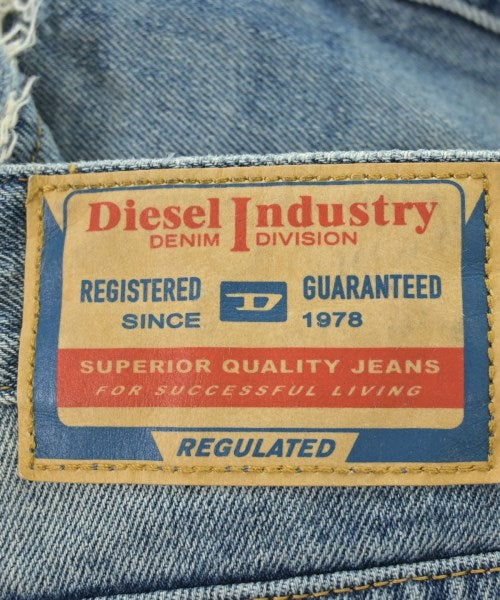 Diesel Industry
DENIM DIVISION
REGISTERED D GUARANTEED
SINCE 1978
SUPERIOR QUALITY JEANS
FOR SUCCESSFUL LIVING
REGULATED